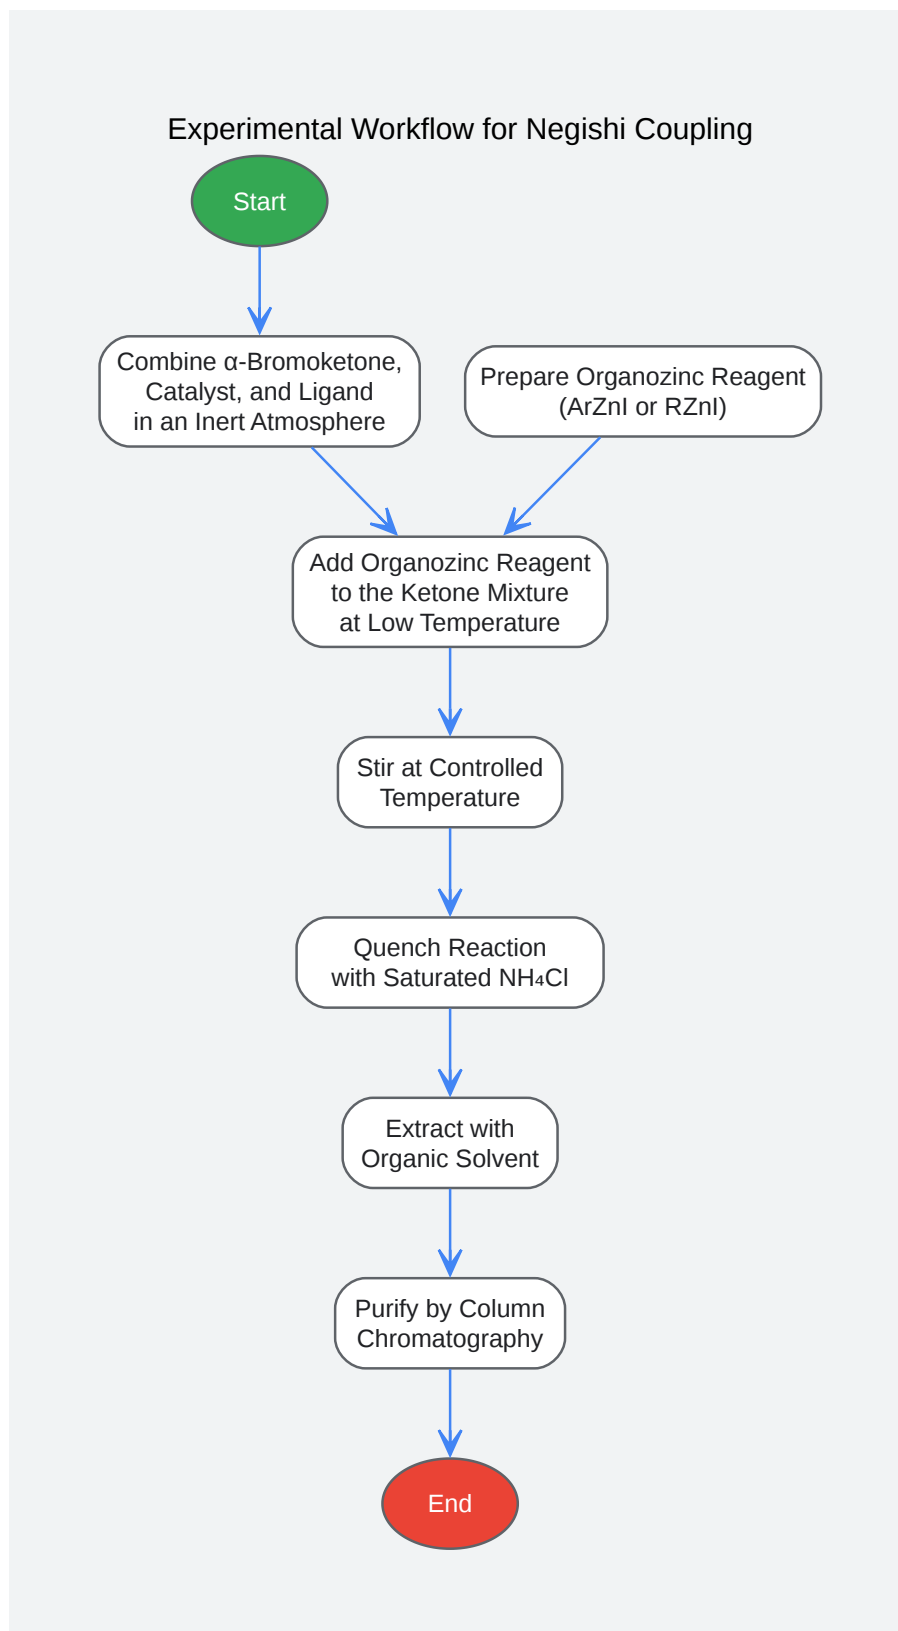 Experimental Workflow for Negishi Coupling
Start
Combine α-Bromoketone,
Catalyst, and Ligand
in an Inert Atmosphere
Prepare Organozinc Reagent
(ArZnI or RZnI)
Add Organozinc Reagent
to the Ketone Mixture
at Low Temperature
Stir at Controlled
Temperature
Quench Reaction
with Saturated NH₄Cl
Extract with
Organic Solvent
Purify by Column
Chromatography
End